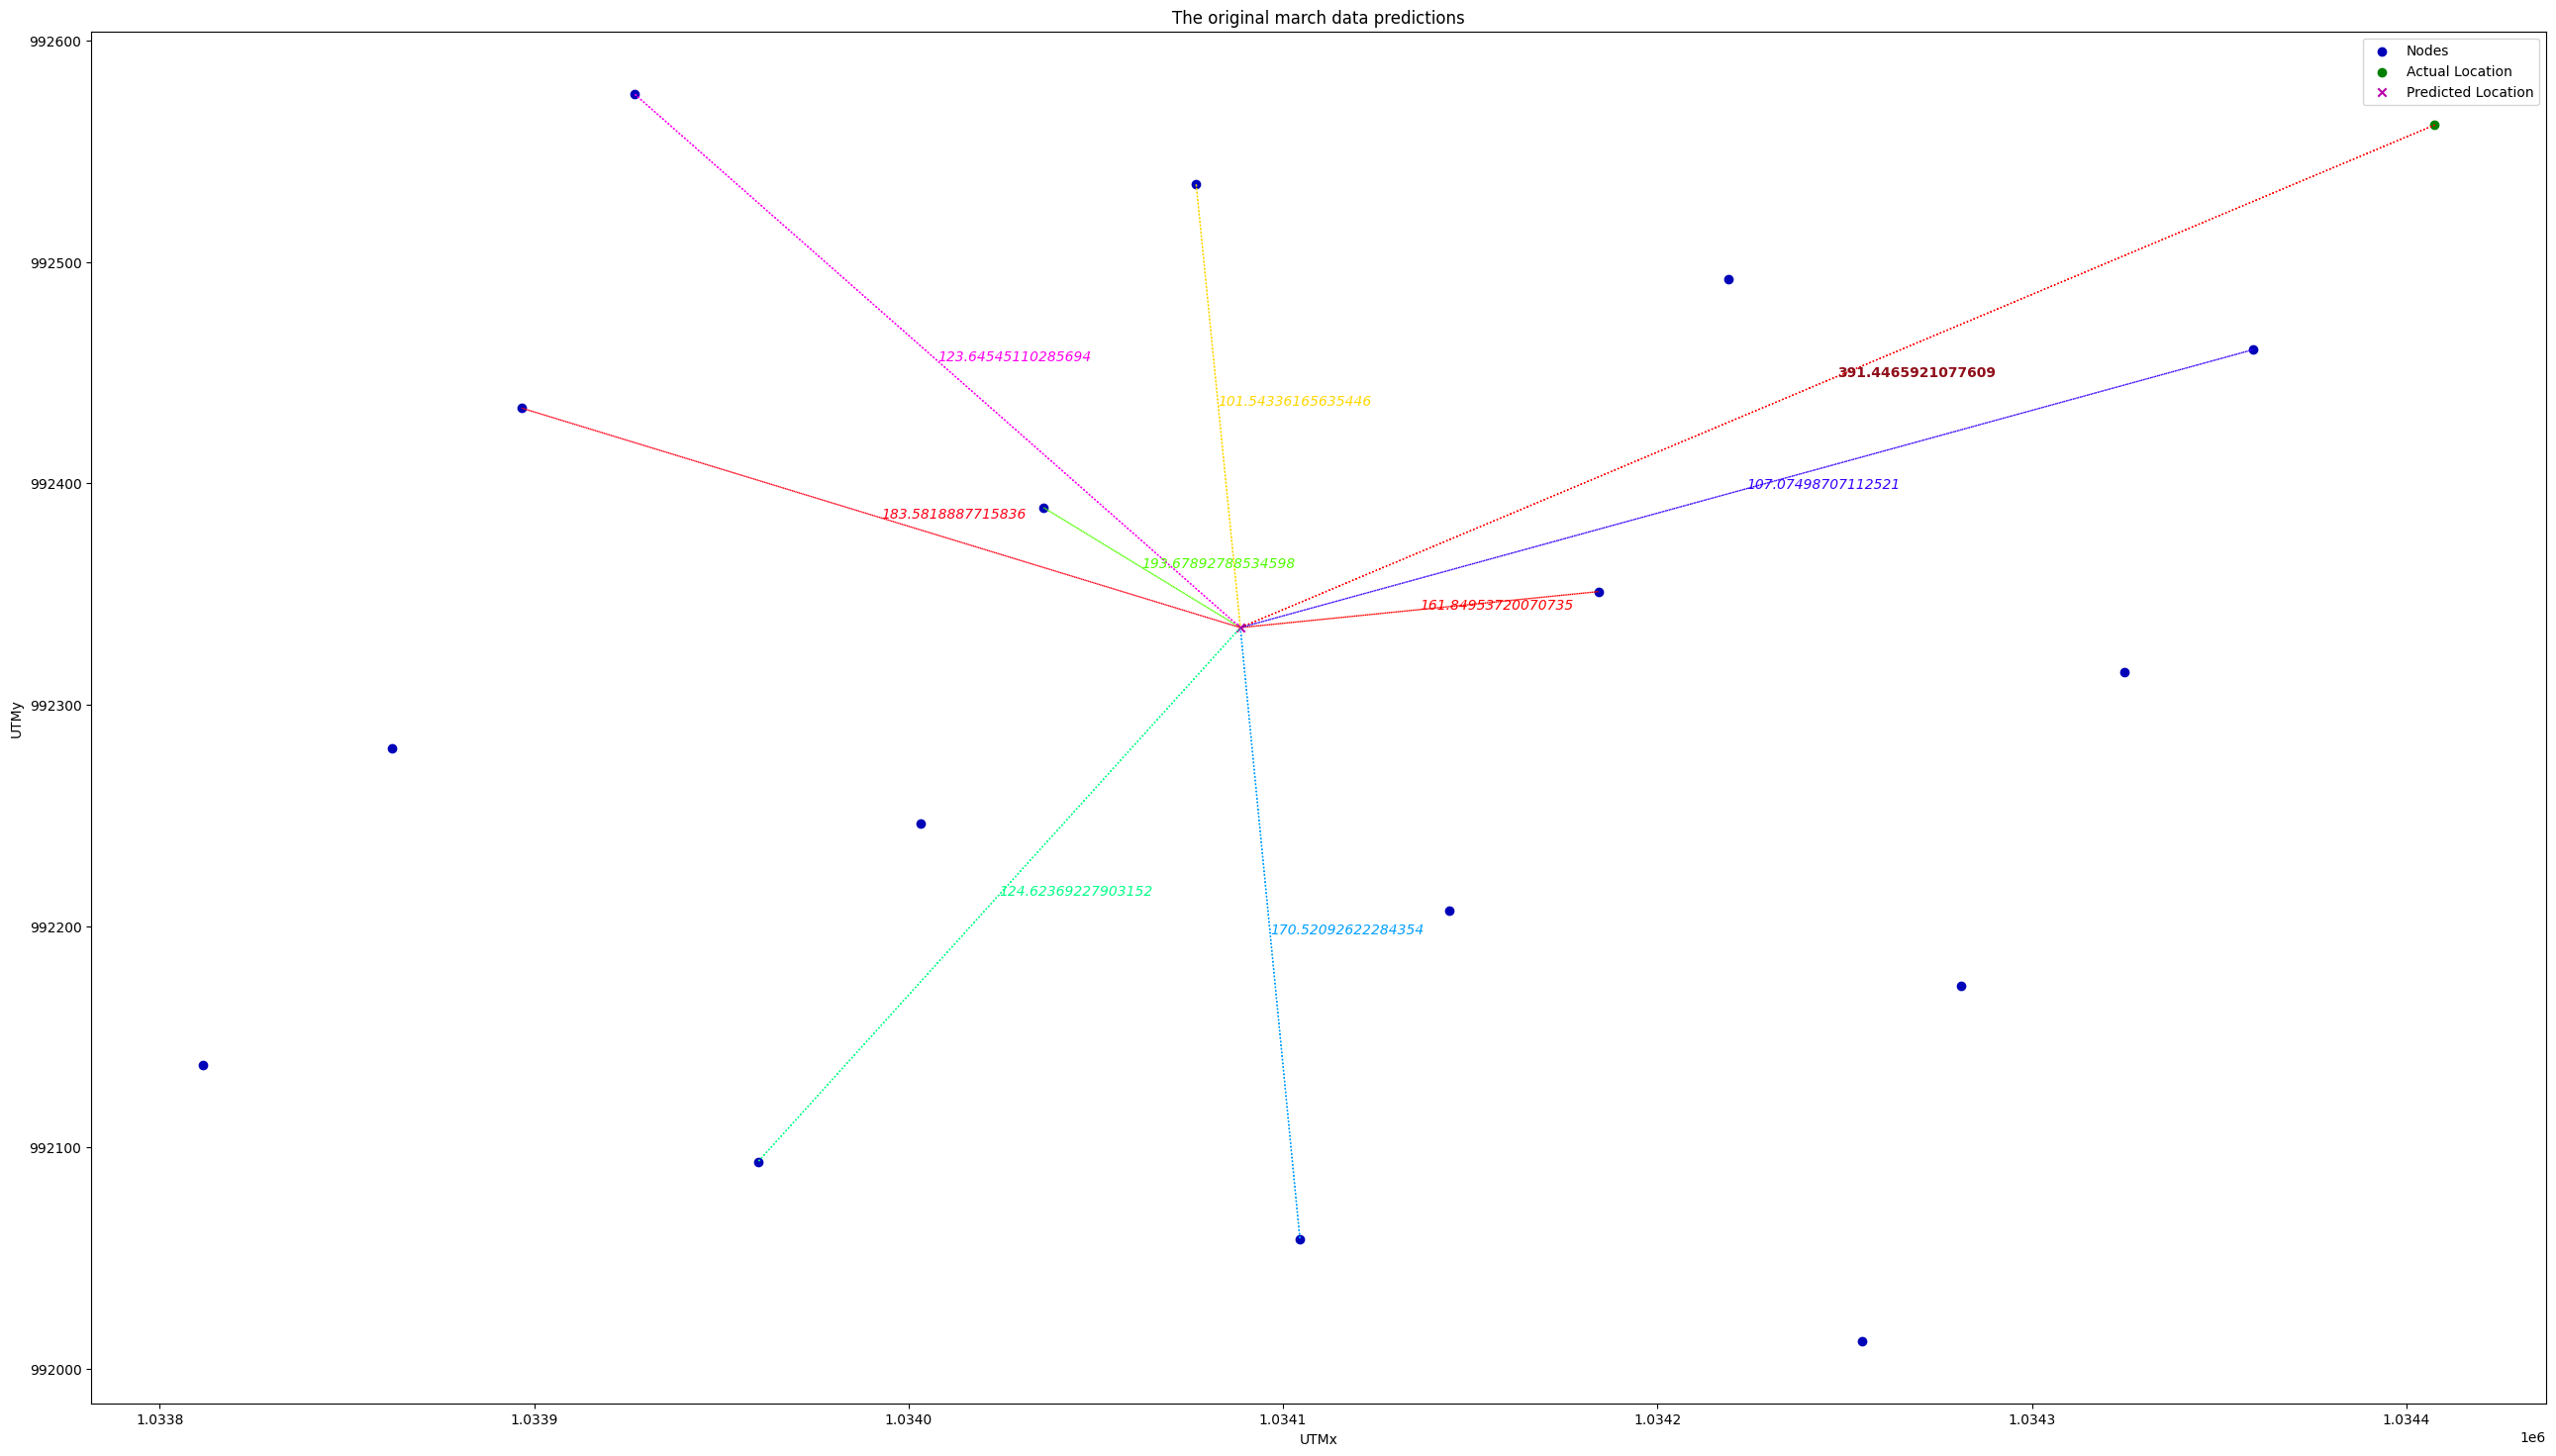 The original march data predictions
Nodes
Actual Location
Predicted Location
992600
992500
992400
992300
992200
992100
992000
UTMy
123.64545110285694
391.4465921077609
101.54336165635446
107.07498707112521
183.5818887715836
193.67892788534598
161.84953720070735
124.62369227903152
170.52092622284354
1.0338 1.0339 1.0340 1.0341 1.0342 1.0343 1.0344
UTMx
1e6